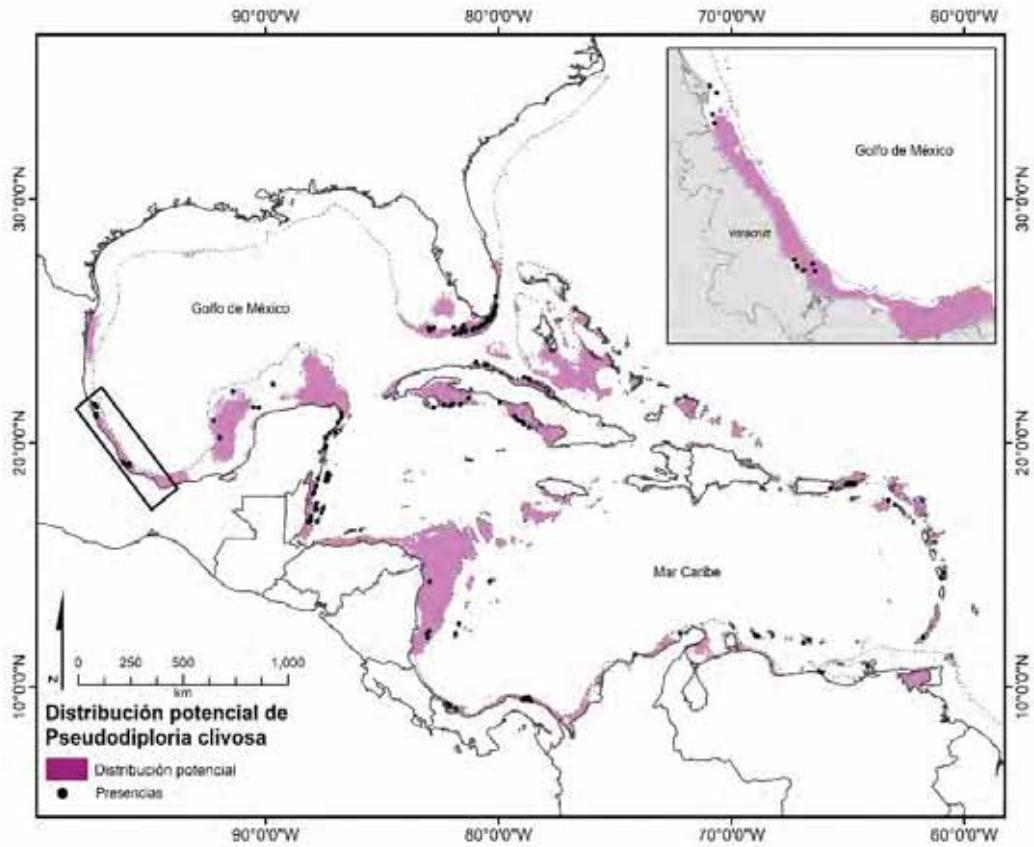 90°0'0"W 80°0'0"W 70°0'0"W 60°0'0"W
30°0'0"N
20°0'0"N
10°0'0"N
30°0'0"N
20°0'0"N
10°0'0"N
Golfo de México
Veracruz
Golfo de México
Mar Caribe
N
0 250 500 1,000
km
Distribución potencial de
Pseudodiploria clivosa
Distribución potencial
Presencias
90°0'0"W 80°0'0"W 70°0'0"W 60°0'0"W